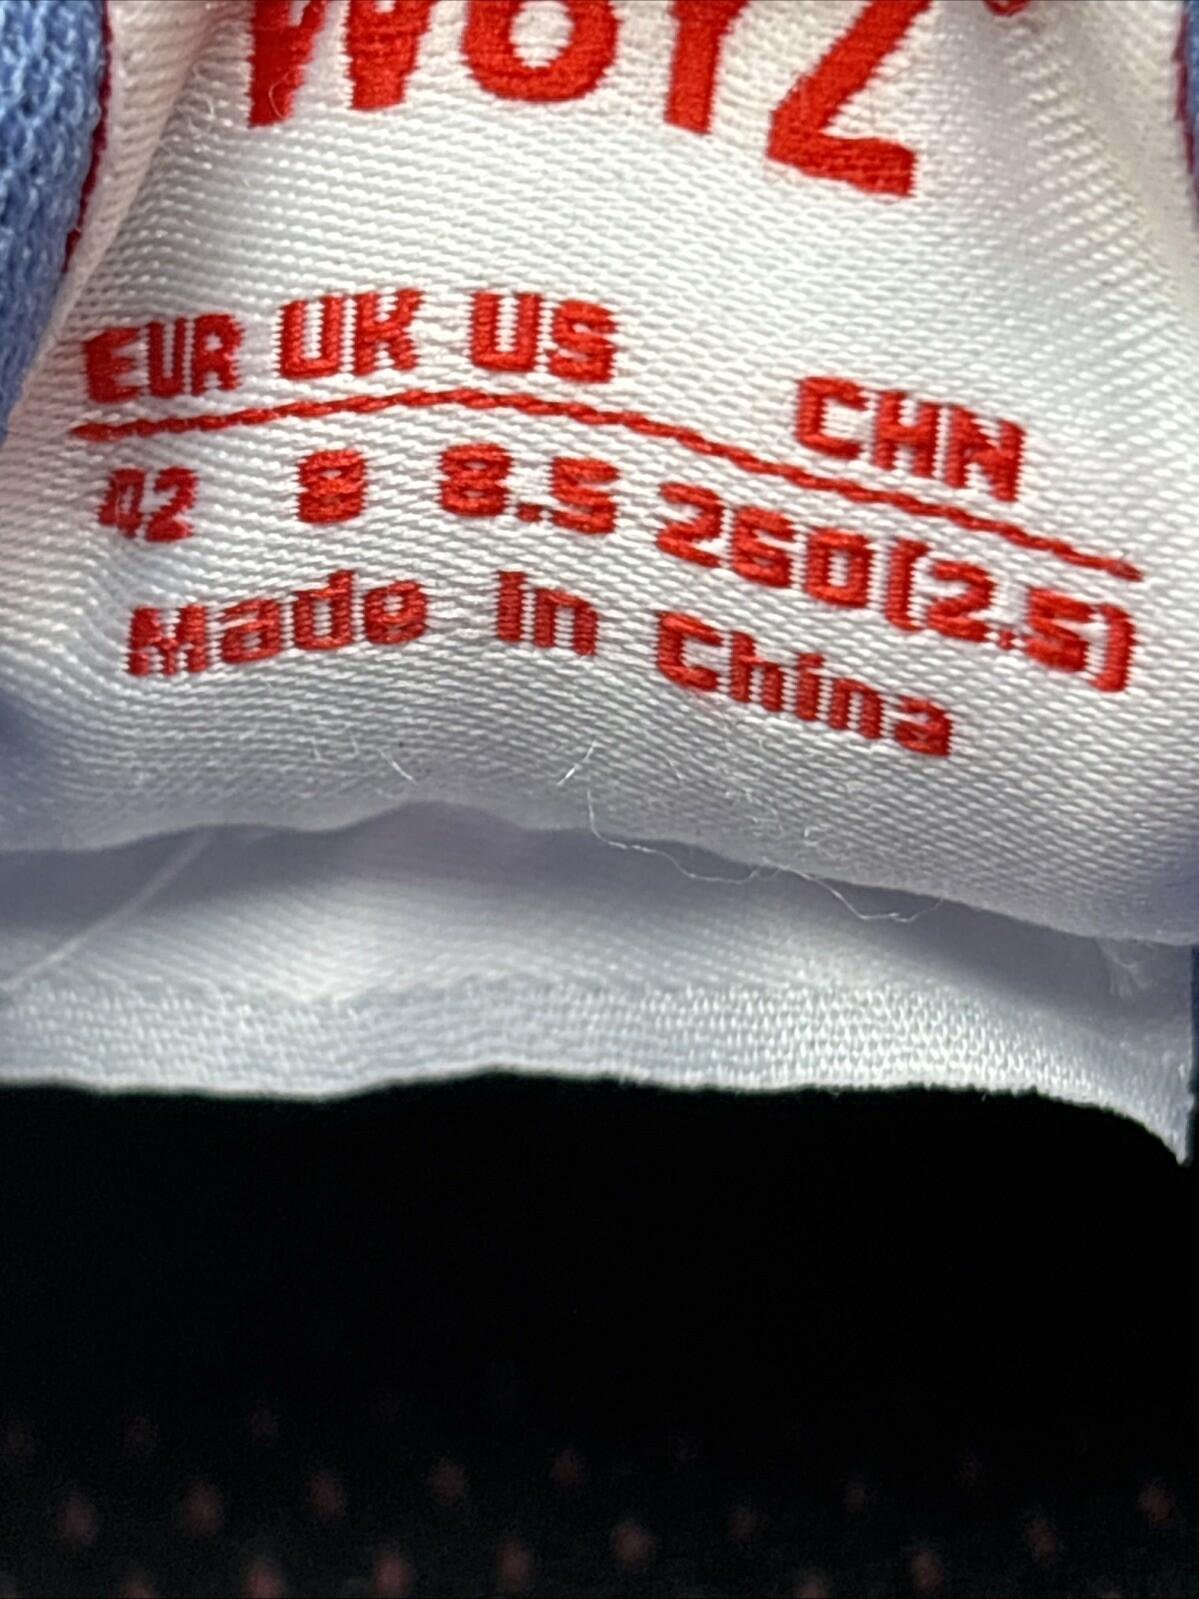 EUR UK US CHN
42 8 8.5 260(2.5)
Made In China